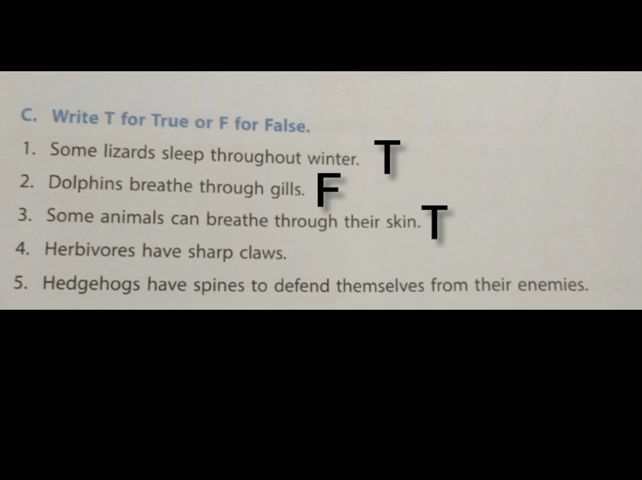 C. Write T for True or F for False.
1. Some lizards sleep throughout winter. T
2. Dolphins breathe through gills. F
3. Some animals can breathe through their skin. T
4. Herbivores have sharp claws.
5. Hedgehogs have spines to defend themselves from their enemies.